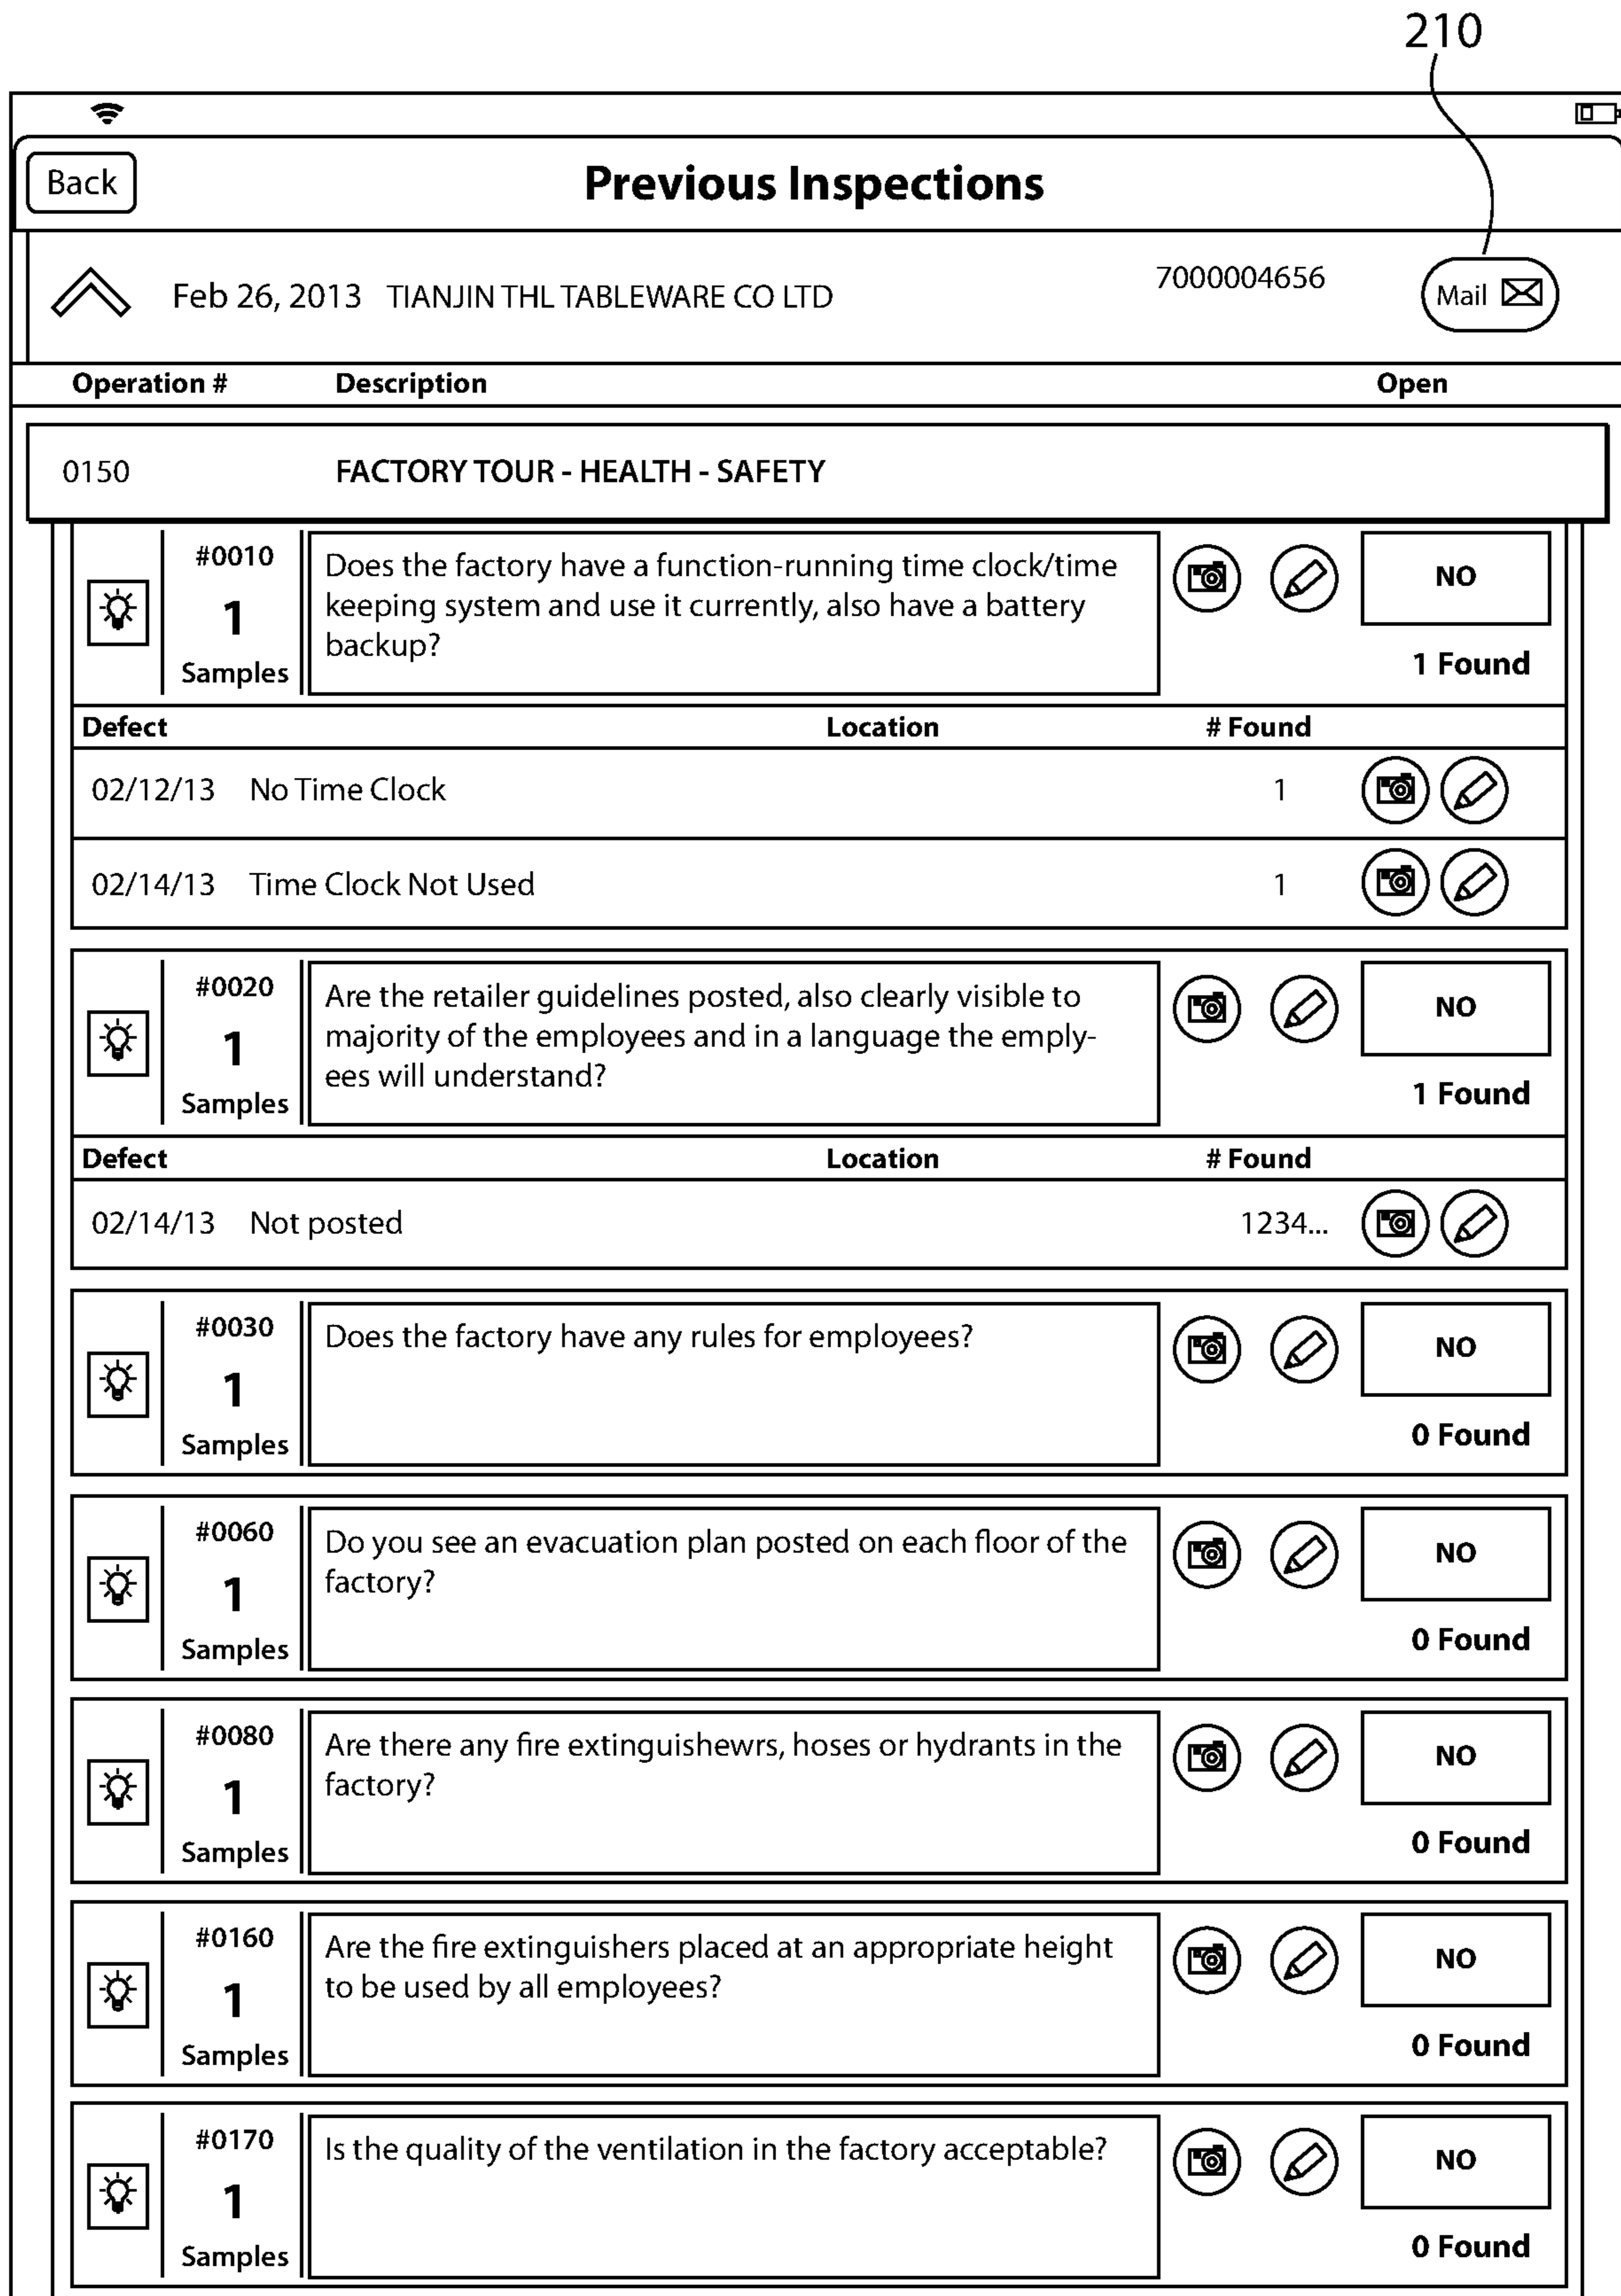 210
Back
Previous Inspections
Feb 26, 2013 TIANJIN THL TABLEWARE CO LTD 7000004656 Mail
Operation # Description Open
0150 FACTORY TOUR - HEALTH - SAFETY
#0010
1
Samples
Does the factory have a function-running time clock/time
keeping system and use it currently, also have a battery
backup?
NO
1 Found
Defect Location # Found
02/12/13 No Time Clock 1
02/14/13 Time Clock Not Used 1
#0020
1
Samples
Are the retailer guidelines posted, also clearly visible to
majority of the employees and in a language the emply-
ees will understand?
NO
1 Found
Defect Location # Found
02/14/13 Not posted 1234...
#0030
1
Samples
Does the factory have any rules for employees?
NO
0 Found
#0060
1
Samples
Do you see an evacuation plan posted on each floor of the
factory?
NO
0 Found
#0080
1
Samples
Are there any fire extinguishewrs, hoses or hydrants in the
factory?
NO
0 Found
#0160
1
Samples
Are the fire extinguishers placed at an appropriate height
to be used by all employees?
NO
0 Found
#0170
1
Samples
Is the quality of the ventilation in the factory acceptable?
NO
0 Found